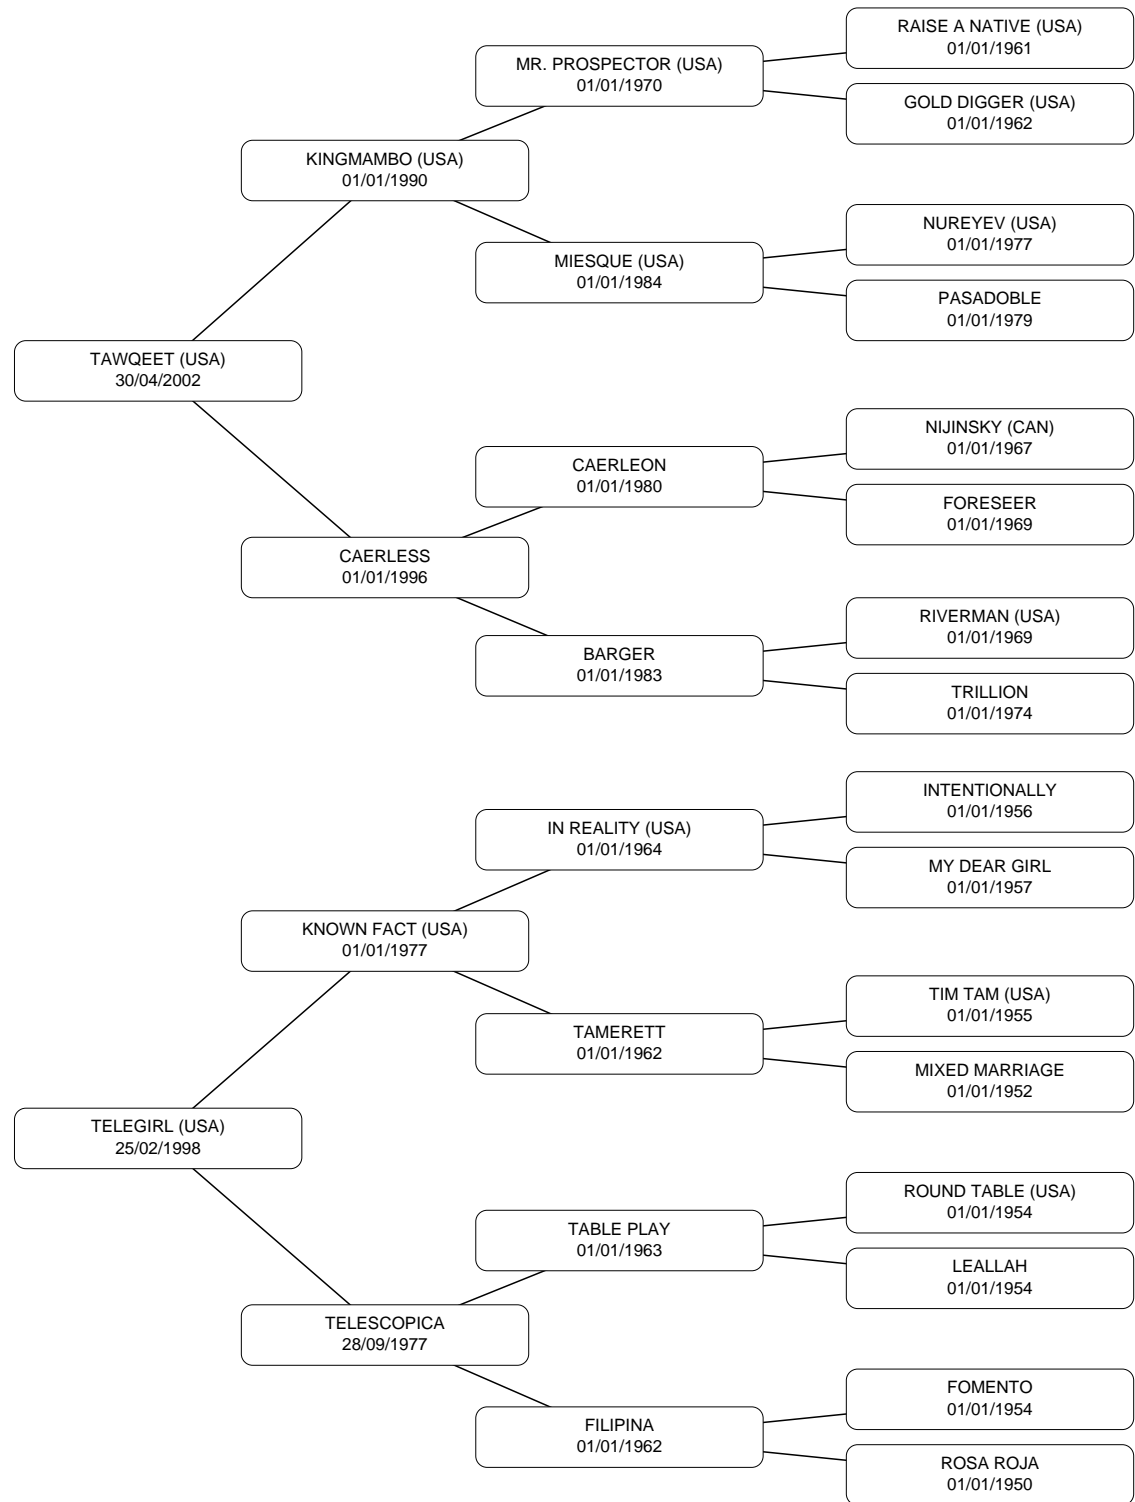 RAISE A NATIVE (USA)
01/01/1961
MR. PROSPECTOR (USA)
01/01/1970
GOLD DIGGER (USA)
01/01/1962
KINGMAMBO (USA)
01/01/1990
NUREYEV (USA)
01/01/1977
MIESQUE (USA)
01/01/1984
PASADOBLE
01/01/1979
TAWQEET (USA)
30/04/2002
NIJINSKY (CAN)
01/01/1967
CAERLEON
01/01/1980
FORESEER
01/01/1969
CAERLESS
01/01/1996
RIVERMAN (USA)
01/01/1969
BARGER
01/01/1983
TRILLION
01/01/1974
INTENTIONALLY
01/01/1956
IN REALITY (USA)
01/01/1964
MY DEAR GIRL
01/01/1957
KNOWN FACT (USA)
01/01/1977
TIM TAM (USA)
01/01/1955
TAMERETT
01/01/1962
MIXED MARRIAGE
01/01/1952
TELEGIRL (USA)
25/02/1998
ROUND TABLE (USA)
01/01/1954
TABLE PLAY
01/01/1963
LEALLAH
01/01/1954
TELESCOPICA
28/09/1977
FOMENTO
01/01/1954
FILIPINA
01/01/1962
ROSA ROJA
01/01/1950